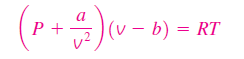 (P + a/v²)(v − b) = RT